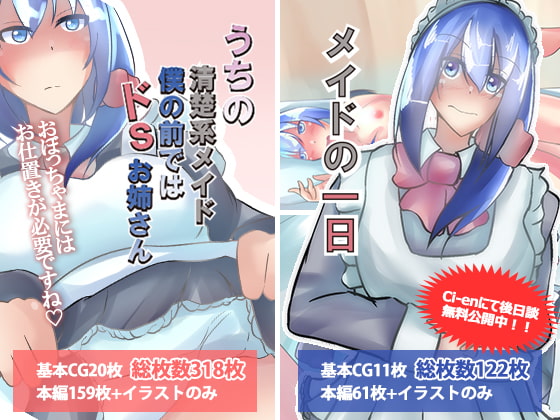 うちの
清楚系メイド
僕の前では
ドSお姉さん
おぼっちゃまには
お仕置きが必要ですね♡
基本CG20枚 総枚数318枚
本編159枚+イラストのみ
メイドの一日
Ci-enにて後日談
無料公開中！！
基本CG11枚 総枚数122枚
本編61枚+イラストのみ